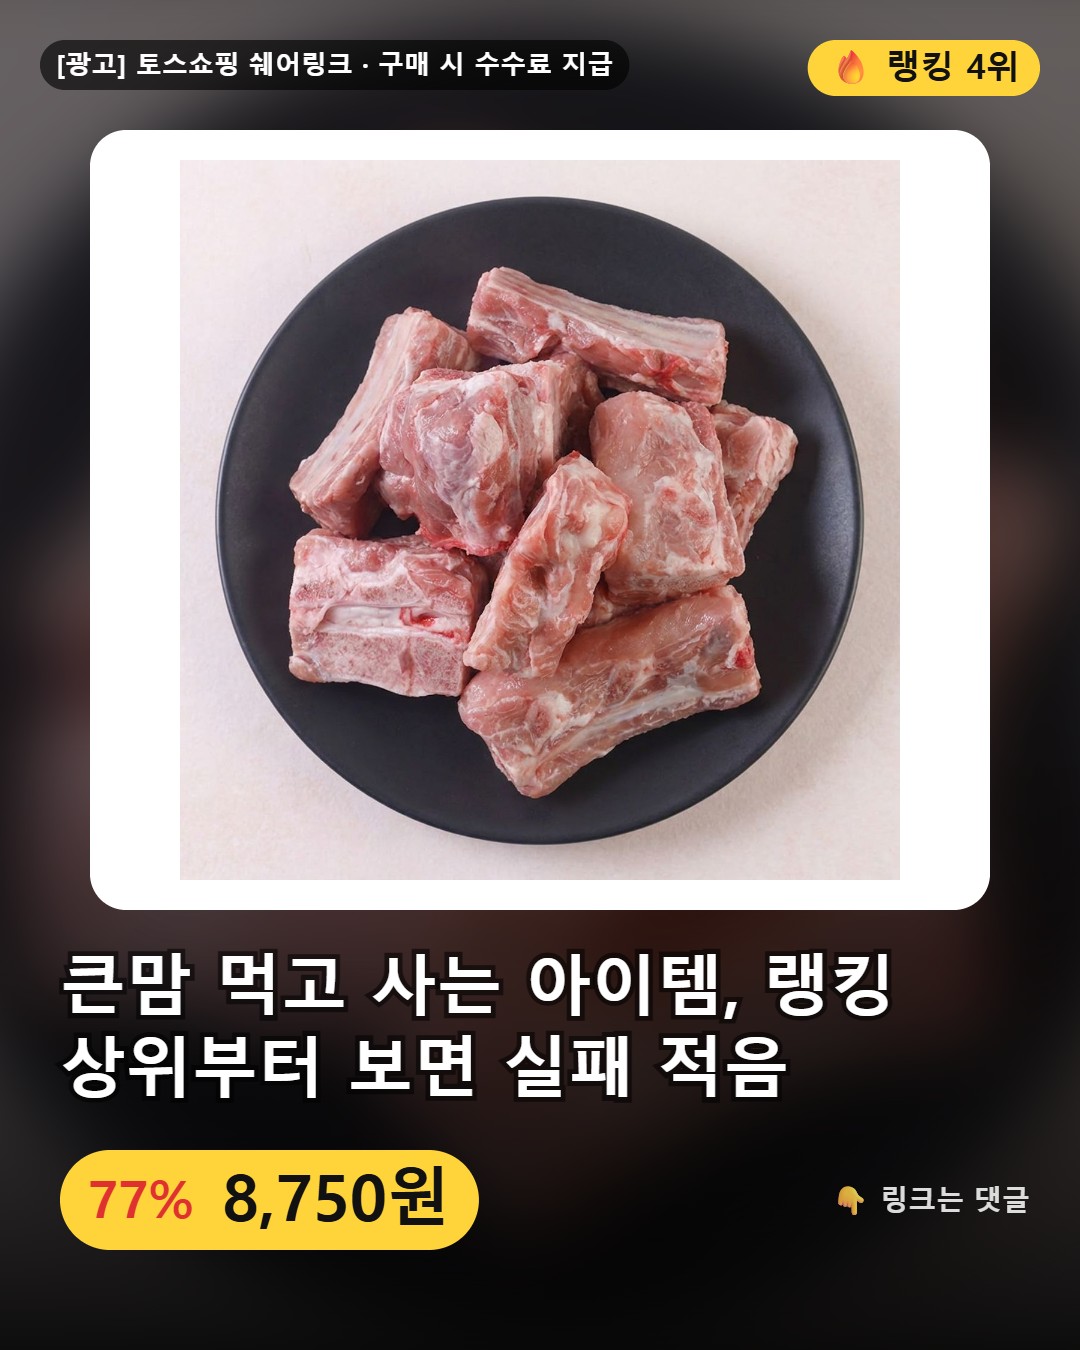 [광고] 토스쇼핑 쉐어링크 · 구매 시 수수료 지급
랭킹 4위
큰맘 먹고 사는 아이템, 랭킹
상위부터 보면 실패 적음
77% 8,750원
링크는 댓글